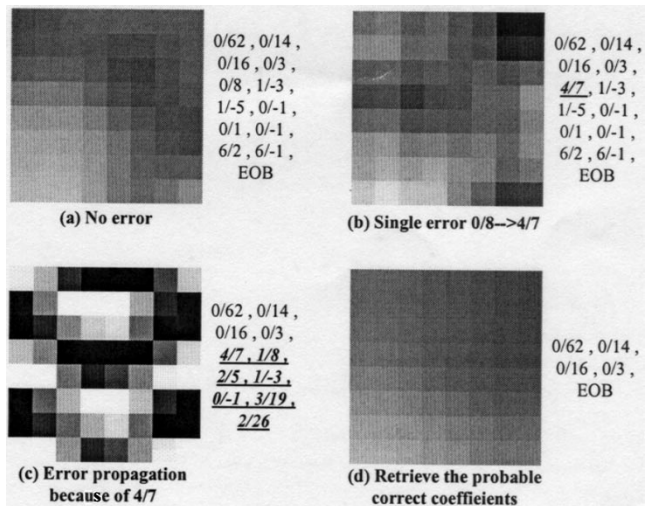 0/62 , 0/14 ,
0/16 , 0/3 ,
0/8 , 1/-3 ,
1/-5 , 0/-1 ,
0/1 , 0/-1 ,
6/2 , 6/-1 ,
EOB
(a) No error
0/62 , 0/14 ,
0/16 , 0/3 ,
4/7 , 1/-3 ,
1/-5 , 0/-1 ,
0/1 , 0/-1 ,
6/2 , 6/-1 ,
EOB
(b) Single error 0/8-->4/7
0/62 , 0/14 ,
0/16 , 0/3 ,
4/7 , 1/8 ,
2/5 , 1/-3 ,
0/-1 , 3/19 ,
2/26
(c) Error propagation
because of 4/7
0/62 , 0/14 ,
0/16 , 0/3 ,
EOB
(d) Retrieve the probable
correct coeffieients